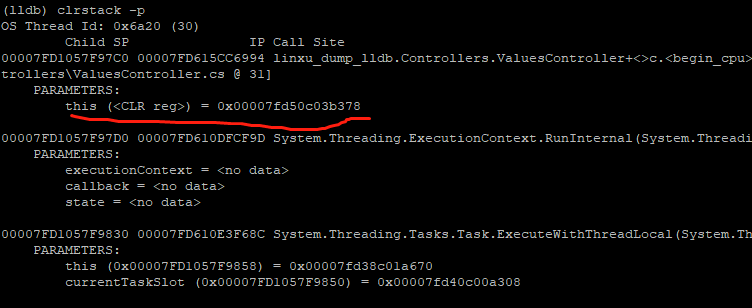 (lldb) clrstack -p
OS Thread Id: 0x6a20 (30)
Child SP IP Call Site
00007FD1057F97C0 00007FD615CC6994 linxu_dump_lldb.Controllers.ValuesController+<>c.<begin_cpu>
trollers\ValuesController.cs @ 31]
PARAMETERS:
this (<CLR reg>) = 0x00007fd50c03b378
00007FD1057F97D0 00007FD610DFCF9D System.Threading.ExecutionContext.RunInternal(System.Threadi
PARAMETERS:
executionContext = <no data>
callback = <no data>
state = <no data>
00007FD1057F9830 00007FD610E3F68C System.Threading.Tasks.Task.ExecuteWithThreadLocal(System.Th
PARAMETERS:
this (0x00007FD1057F9858) = 0x00007fd38c01a670
currentTaskSlot (0x00007FD1057F9850) = 0x00007fd40c00a308